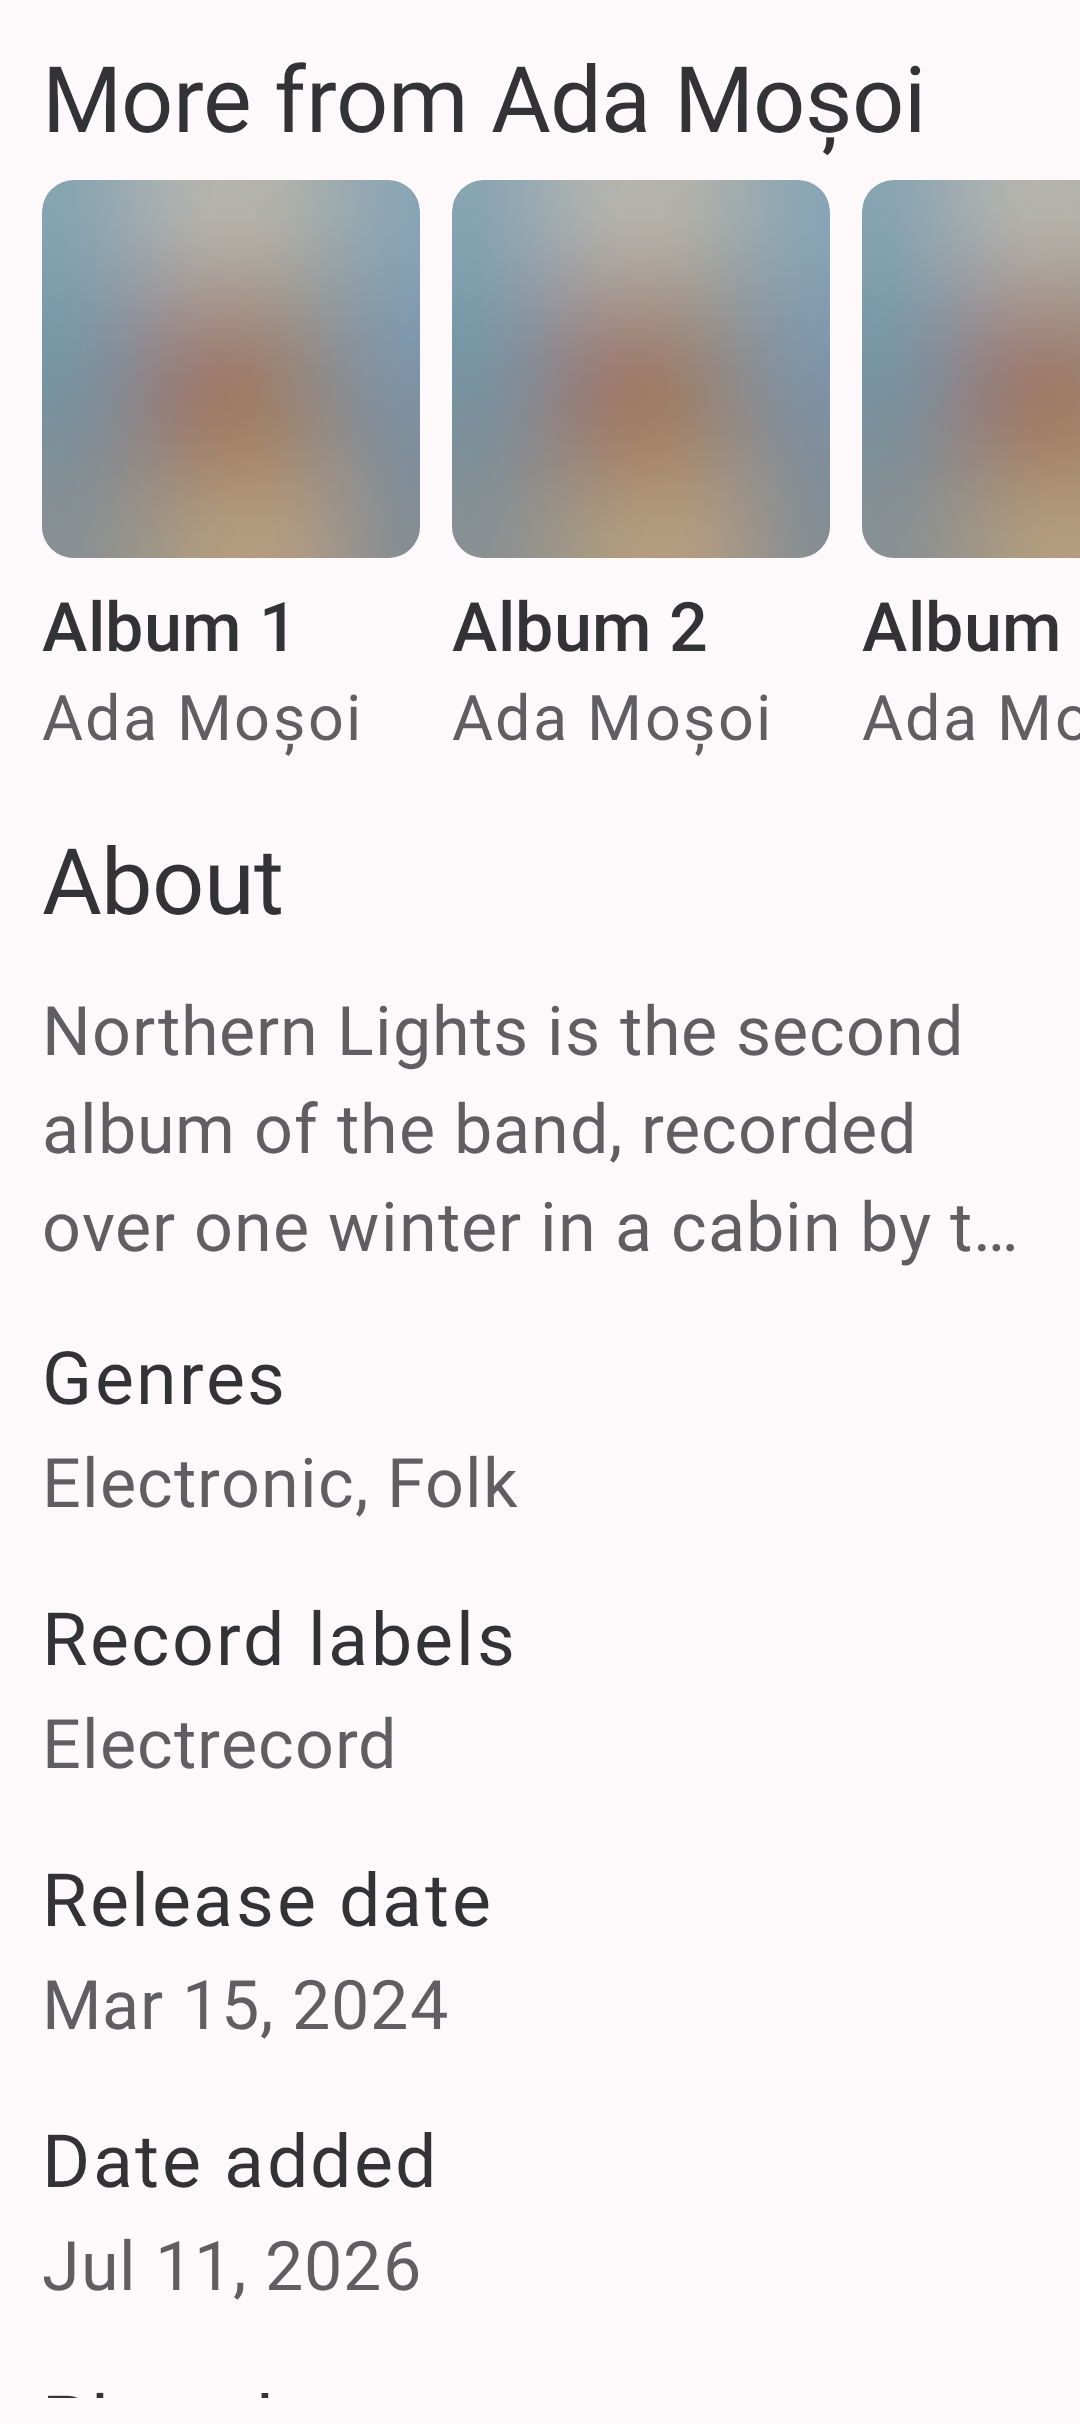 More from Ada Moșoi
Album 1
Album 2
Album
Ada Moșoi
Ada Moșoi
Ada
About
Northern Lights is the second
album of the band, recorded
over one winter in a cabin by t…
Genres
Electronic, Folk
Record labels
Electrecord
Release date
Mar 15, 2024
Date added
Jul 11, 2026